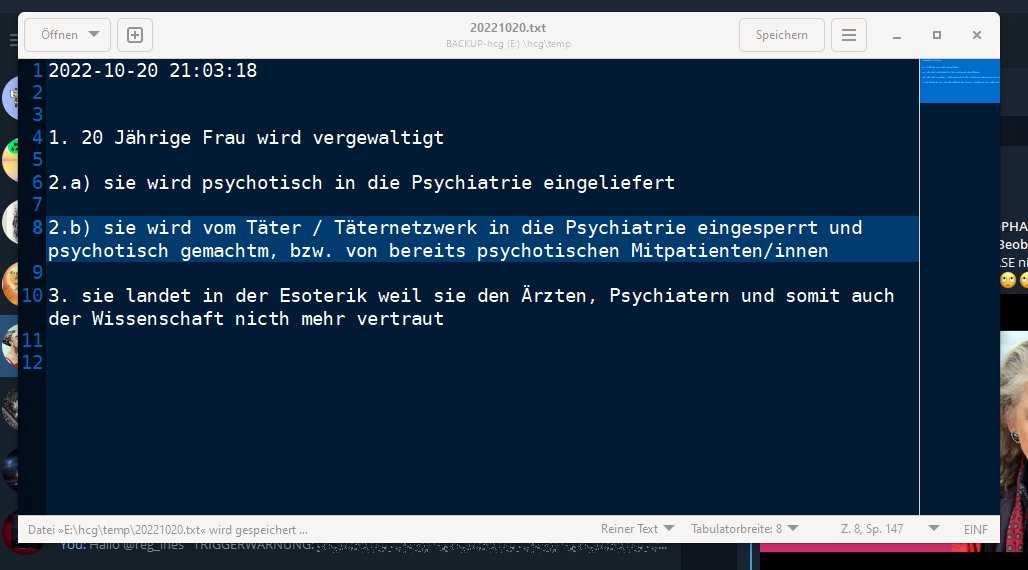 20221020.txt
Öffnen
BACKUP-hcg (E:) \hcg\temp
Speichern
1 2022-10-20 21:03:18
2
3
4 1. 20 Jährige Frau wird vergewaltigt
5
6 2.a) sie wird psychotisch in die Psychiatrie eingeliefert
7
8 2.b) sie wird vom Täter / Täternetzwerk in die Psychiatrie eingesperrt und
psychotisch gemachtm, bzw. von bereits psychotischen Mitpatienten/innen
9
10 3. sie landet in der Esoterik weil sie den Ärzten, Psychiatern und somit auch
der Wissenschaft nicth mehr vertraut
11
12
Datei »E:\hcg\temp\20221020.txt« wird gespeichert ...
Reiner Text
Tabulatorbreite: 8
Z. 8, Sp. 147
EINF
You: Hallo @reg_ines TRIGGERWARNUNG: